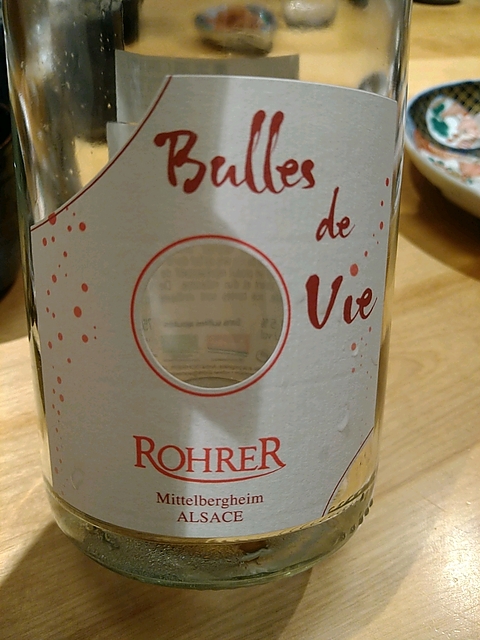 Bulles
de
Vie
ROHRER
Mittelbergheim
ALSACE